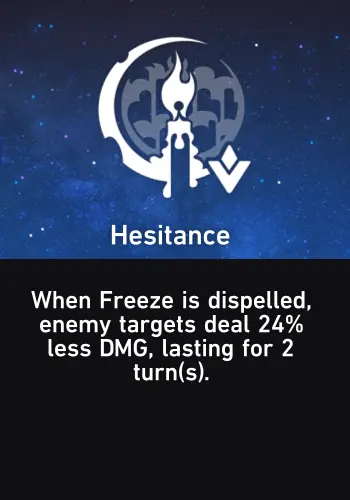 Hesitance
When Freeze is dispelled,
enemy targets deal 24%
less DMG, lasting for 2
turn(s).